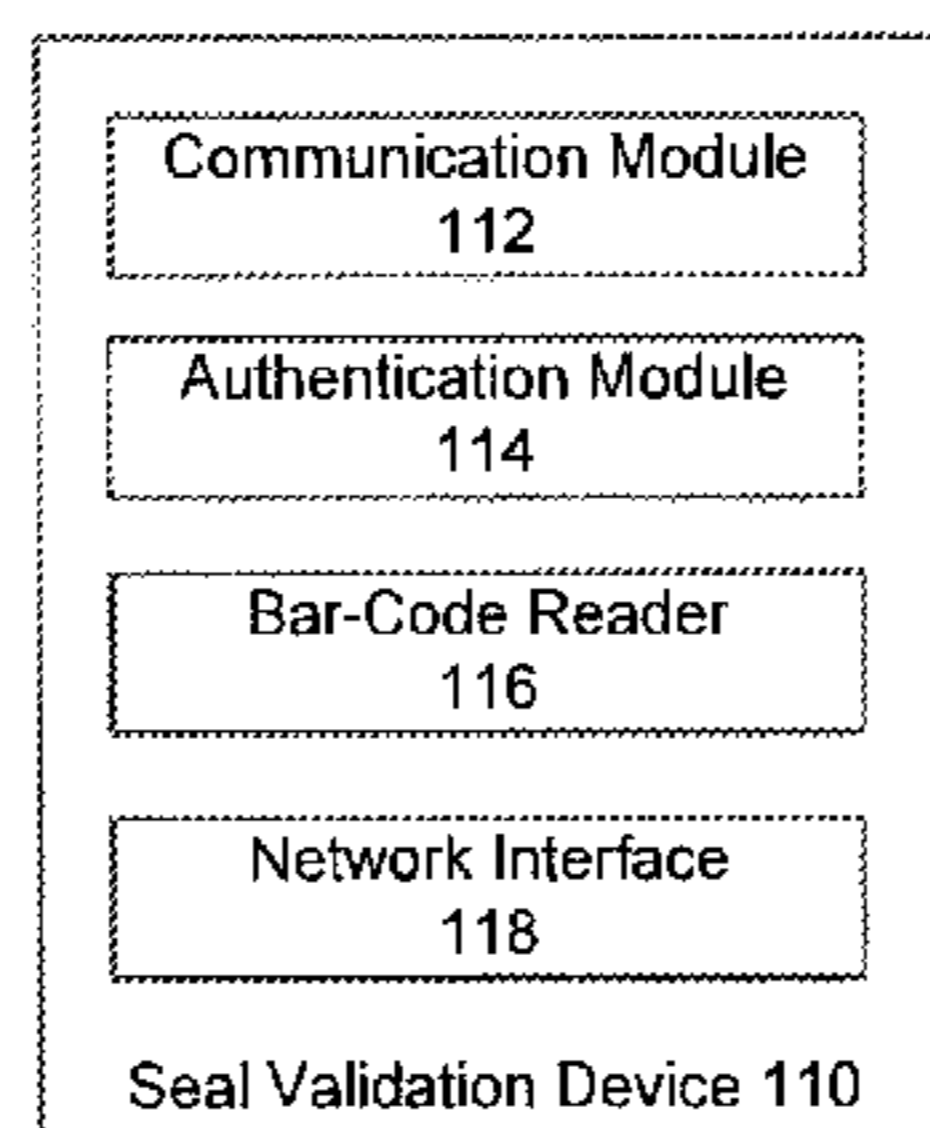 Communication Module
112
Authentication Module
114
Bar-Code Reader
116
Network Interface
118
Seal Validation Device 110